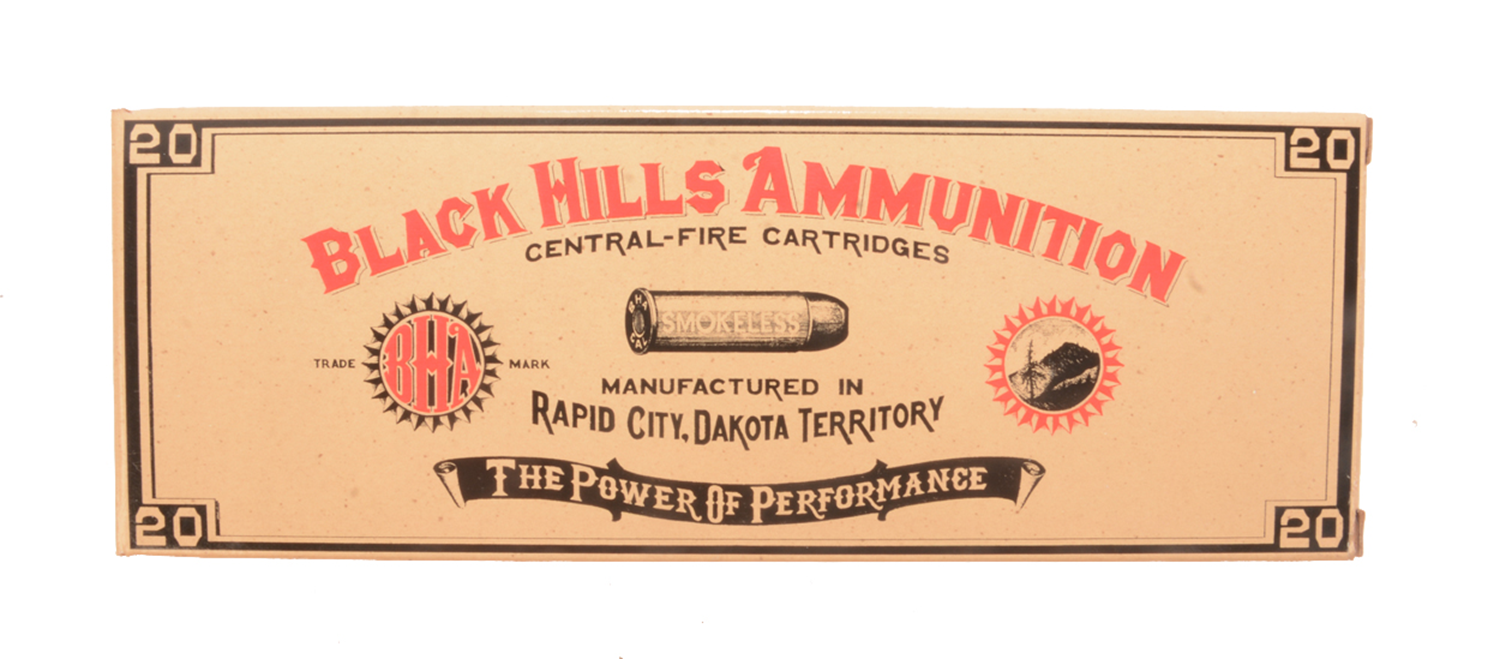 20 20
BLACK HILLS AMMUNITION
CENTRAL-FIRE CARTRIDGES
BHA
SMOKELESS
TRADE BHA MARK
MANUFACTURED IN
RAPID CITY, DAKOTA TERRITORY
THE POWER OF PERFORMANCE
20 20